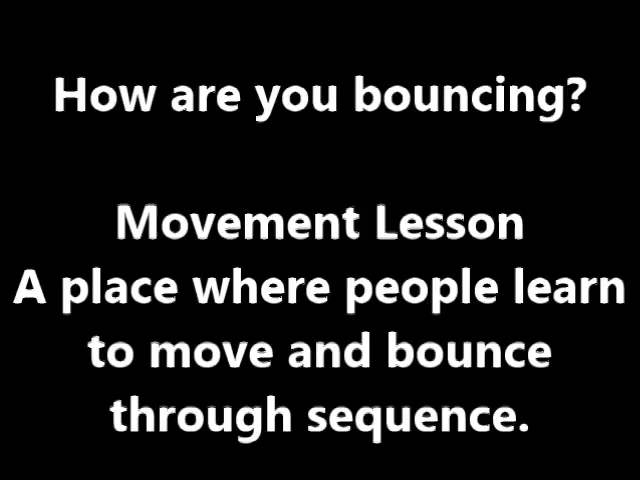 How are you bouncing?
Movement Lesson
A place where people learn
to move and bounce
through sequence.